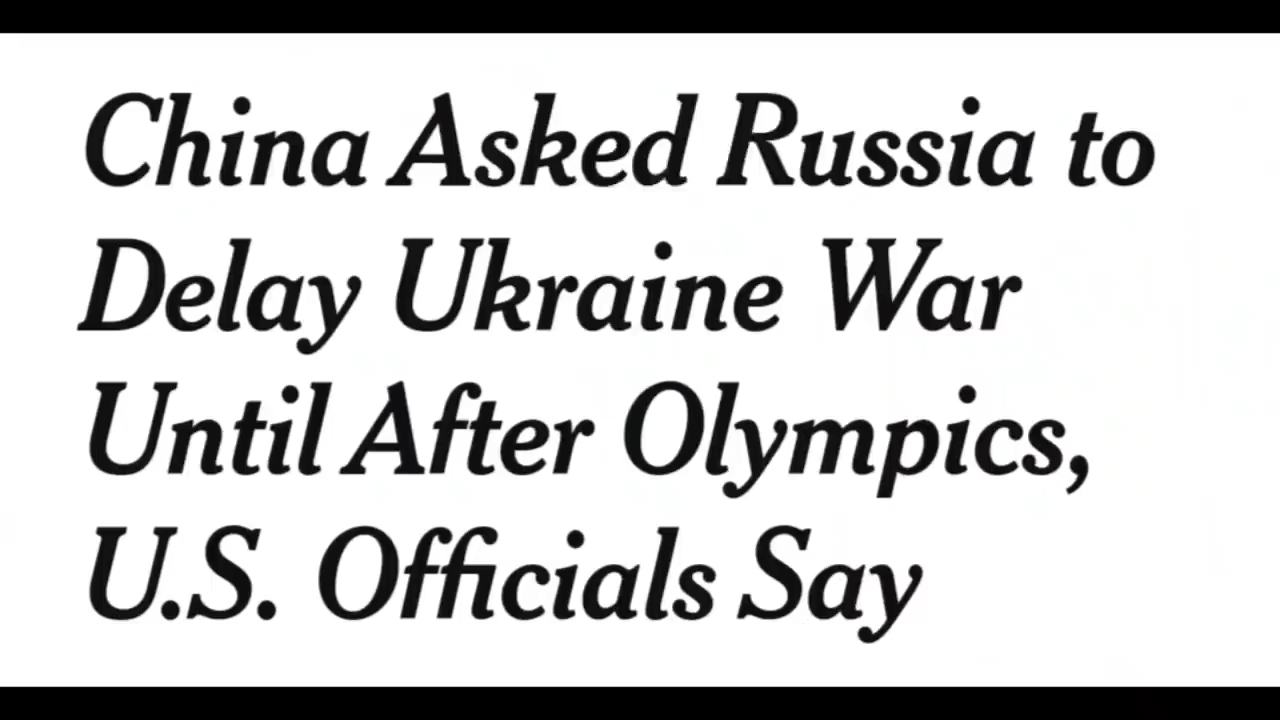 China Asked Russia to
Delay Ukraine War
Until After Olympics,
U.S. Officials Say